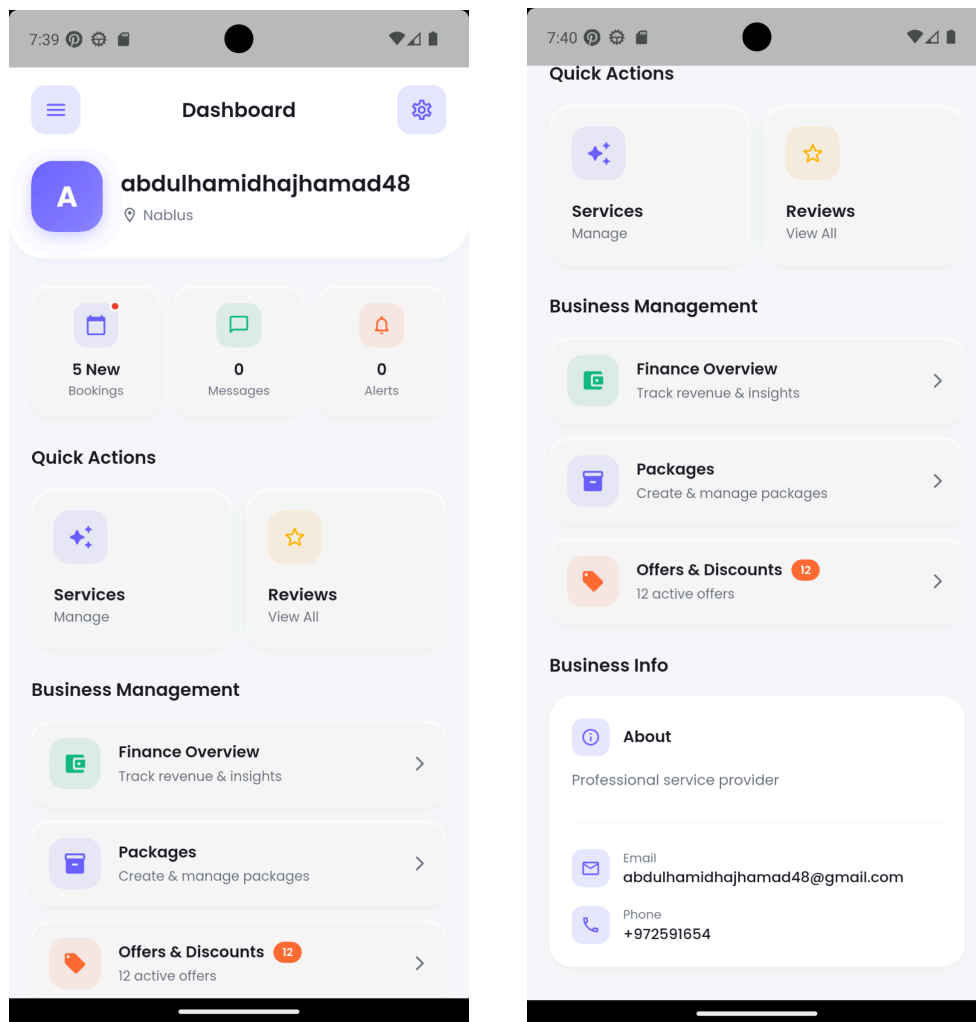 7:39
Dashboard
A
abdulhamidhajhamad48
Nablus
5 New
Bookings
0
Messages
0
Alerts
Quick Actions
Services
Manage
Reviews
View All
Business Management
Finance Overview
Track revenue & insights
Packages
Create & manage packages
Offers & Discounts 12
12 active offers
7:40
Quick Actions
Services
Manage
Reviews
View All
Business Management
Finance Overview
Track revenue & insights
Packages
Create & manage packages
Offers & Discounts 12
12 active offers
Business Info
About
Professional service provider
Email
abdulhamidhajhamad48@gmail.com
Phone
+972591654